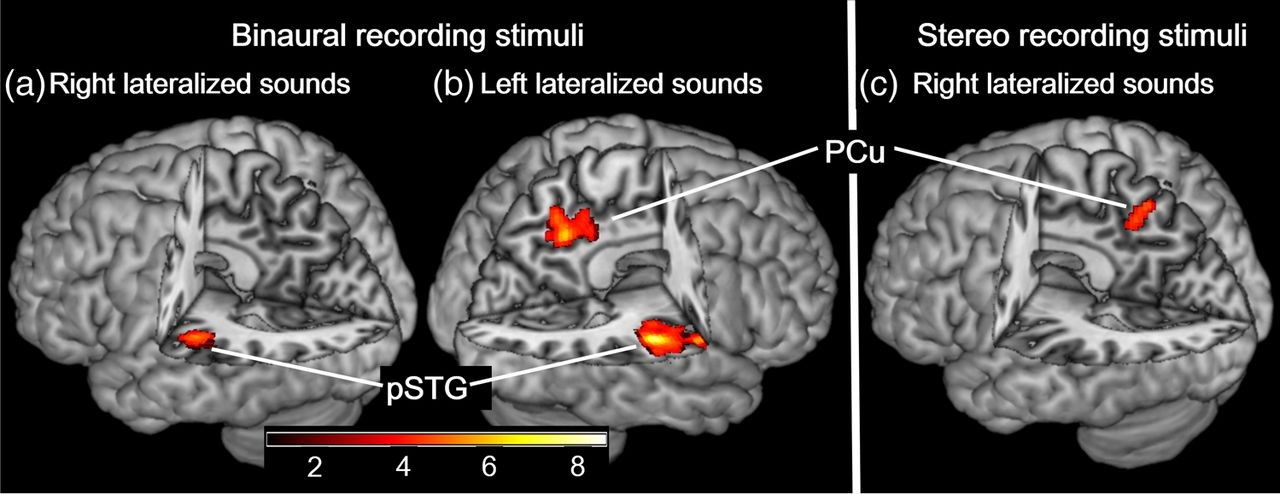 Binaural recording stimuli
Stereo recording stimuli
(a) Right lateralized sounds
(b) Left lateralized sounds
(c) Right lateralized sounds
PCu
pSTG
2 4 6 8